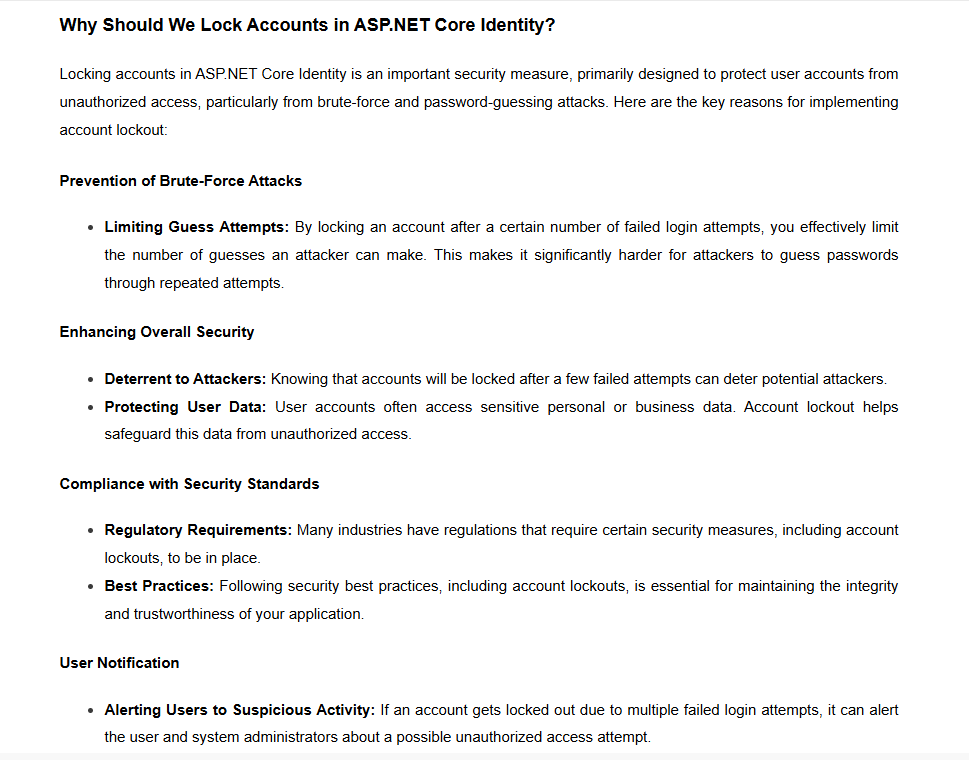 Why Should We Lock Accounts in ASP.NET Core Identity?
Locking accounts in ASP.NET Core Identity is an important security measure, primarily designed to protect user accounts from
unauthorized access, particularly from brute-force and password-guessing attacks. Here are the key reasons for implementing
account lockout:
Prevention of Brute-Force Attacks
• Limiting Guess Attempts: By locking an account after a certain number of failed login attempts, you effectively limit
the number of guesses an attacker can make. This makes it significantly harder for attackers to guess passwords
through repeated attempts.
Enhancing Overall Security
• Deterrent to Attackers: Knowing that accounts will be locked after a few failed attempts can deter potential attackers.
• Protecting User Data: User accounts often access sensitive personal or business data. Account lockout helps
safeguard this data from unauthorized access.
Compliance with Security Standards
• Regulatory Requirements: Many industries have regulations that require certain security measures, including account
lockouts, to be in place.
• Best Practices: Following security best practices, including account lockouts, is essential for maintaining the integrity
and trustworthiness of your application.
User Notification
• Alerting Users to Suspicious Activity: If an account gets locked out due to multiple failed login attempts, it can alert
the user and system administrators about a possible unauthorized access attempt.